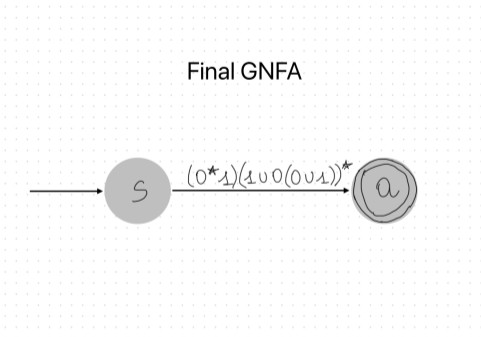 Final GNFA
(0*1)(1∪0(0∪1))*
S
a